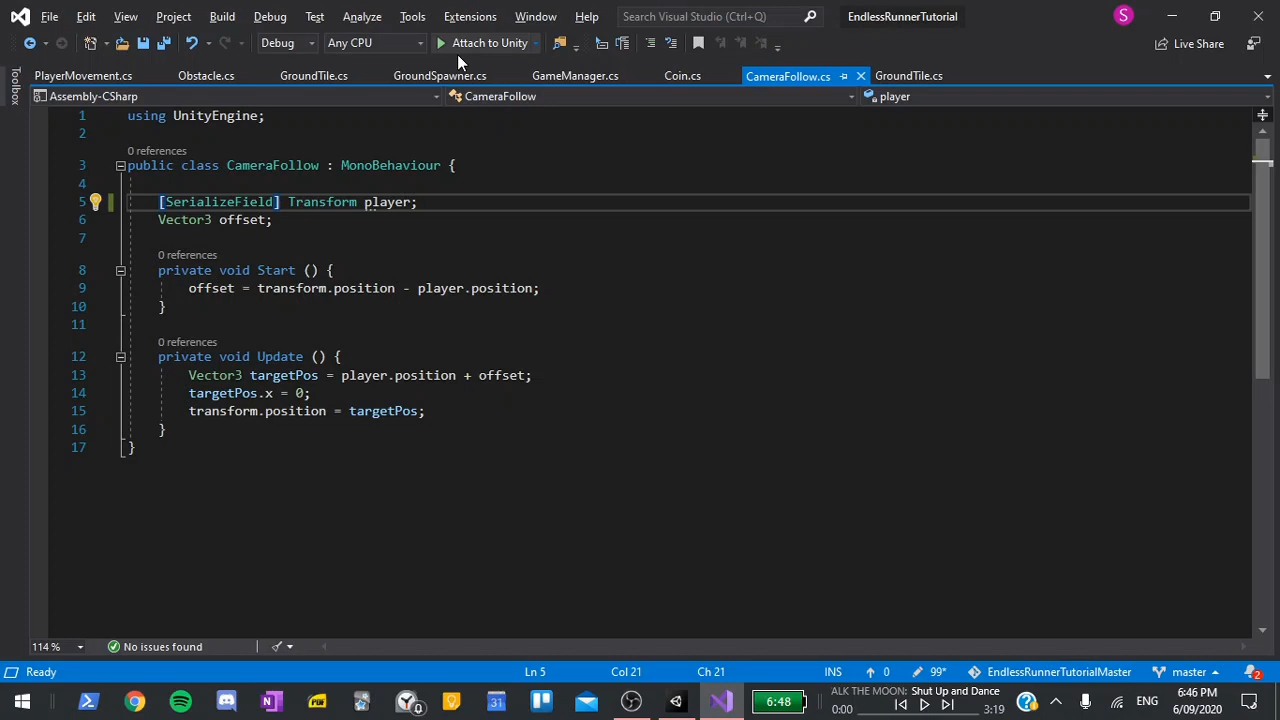 File Edit View Project Build Debug Test Analyze Tools Extensions Window Help Search Visual Studio (Ctrl+Q) EndlessRunnerTutorial S
Debug Any CPU Attach to Unity Live Share
Toolbox
PlayerMovement.cs Obstacle.cs GroundTile.cs GroundSpawner.cs GameManager.cs Coin.cs CameraFollow.cs GroundTile.cs
Assembly-CSharp CameraFollow player
1 using UnityEngine;
2
0 references
3 public class CameraFollow : MonoBehaviour {
4
5 [SerializeField] Transform player;
6 Vector3 offset;
7
0 references
8 private void Start () {
9 offset = transform.position - player.position;
10 }
11
0 references
12 private void Update () {
13 Vector3 targetPos = player.position + offset;
14 targetPos.x = 0;
15 transform.position = targetPos;
16 }
17 }
114 % No issues found
Ready Ln 5 Col 21 Ch 21 INS 0 99* EndlessRunnerTutorialMaster master 2
6:48 ALK THE MOON: Shut Up and Dance
0:00 3:19
ENG 6:46 PM
6/09/2020
31
0
2